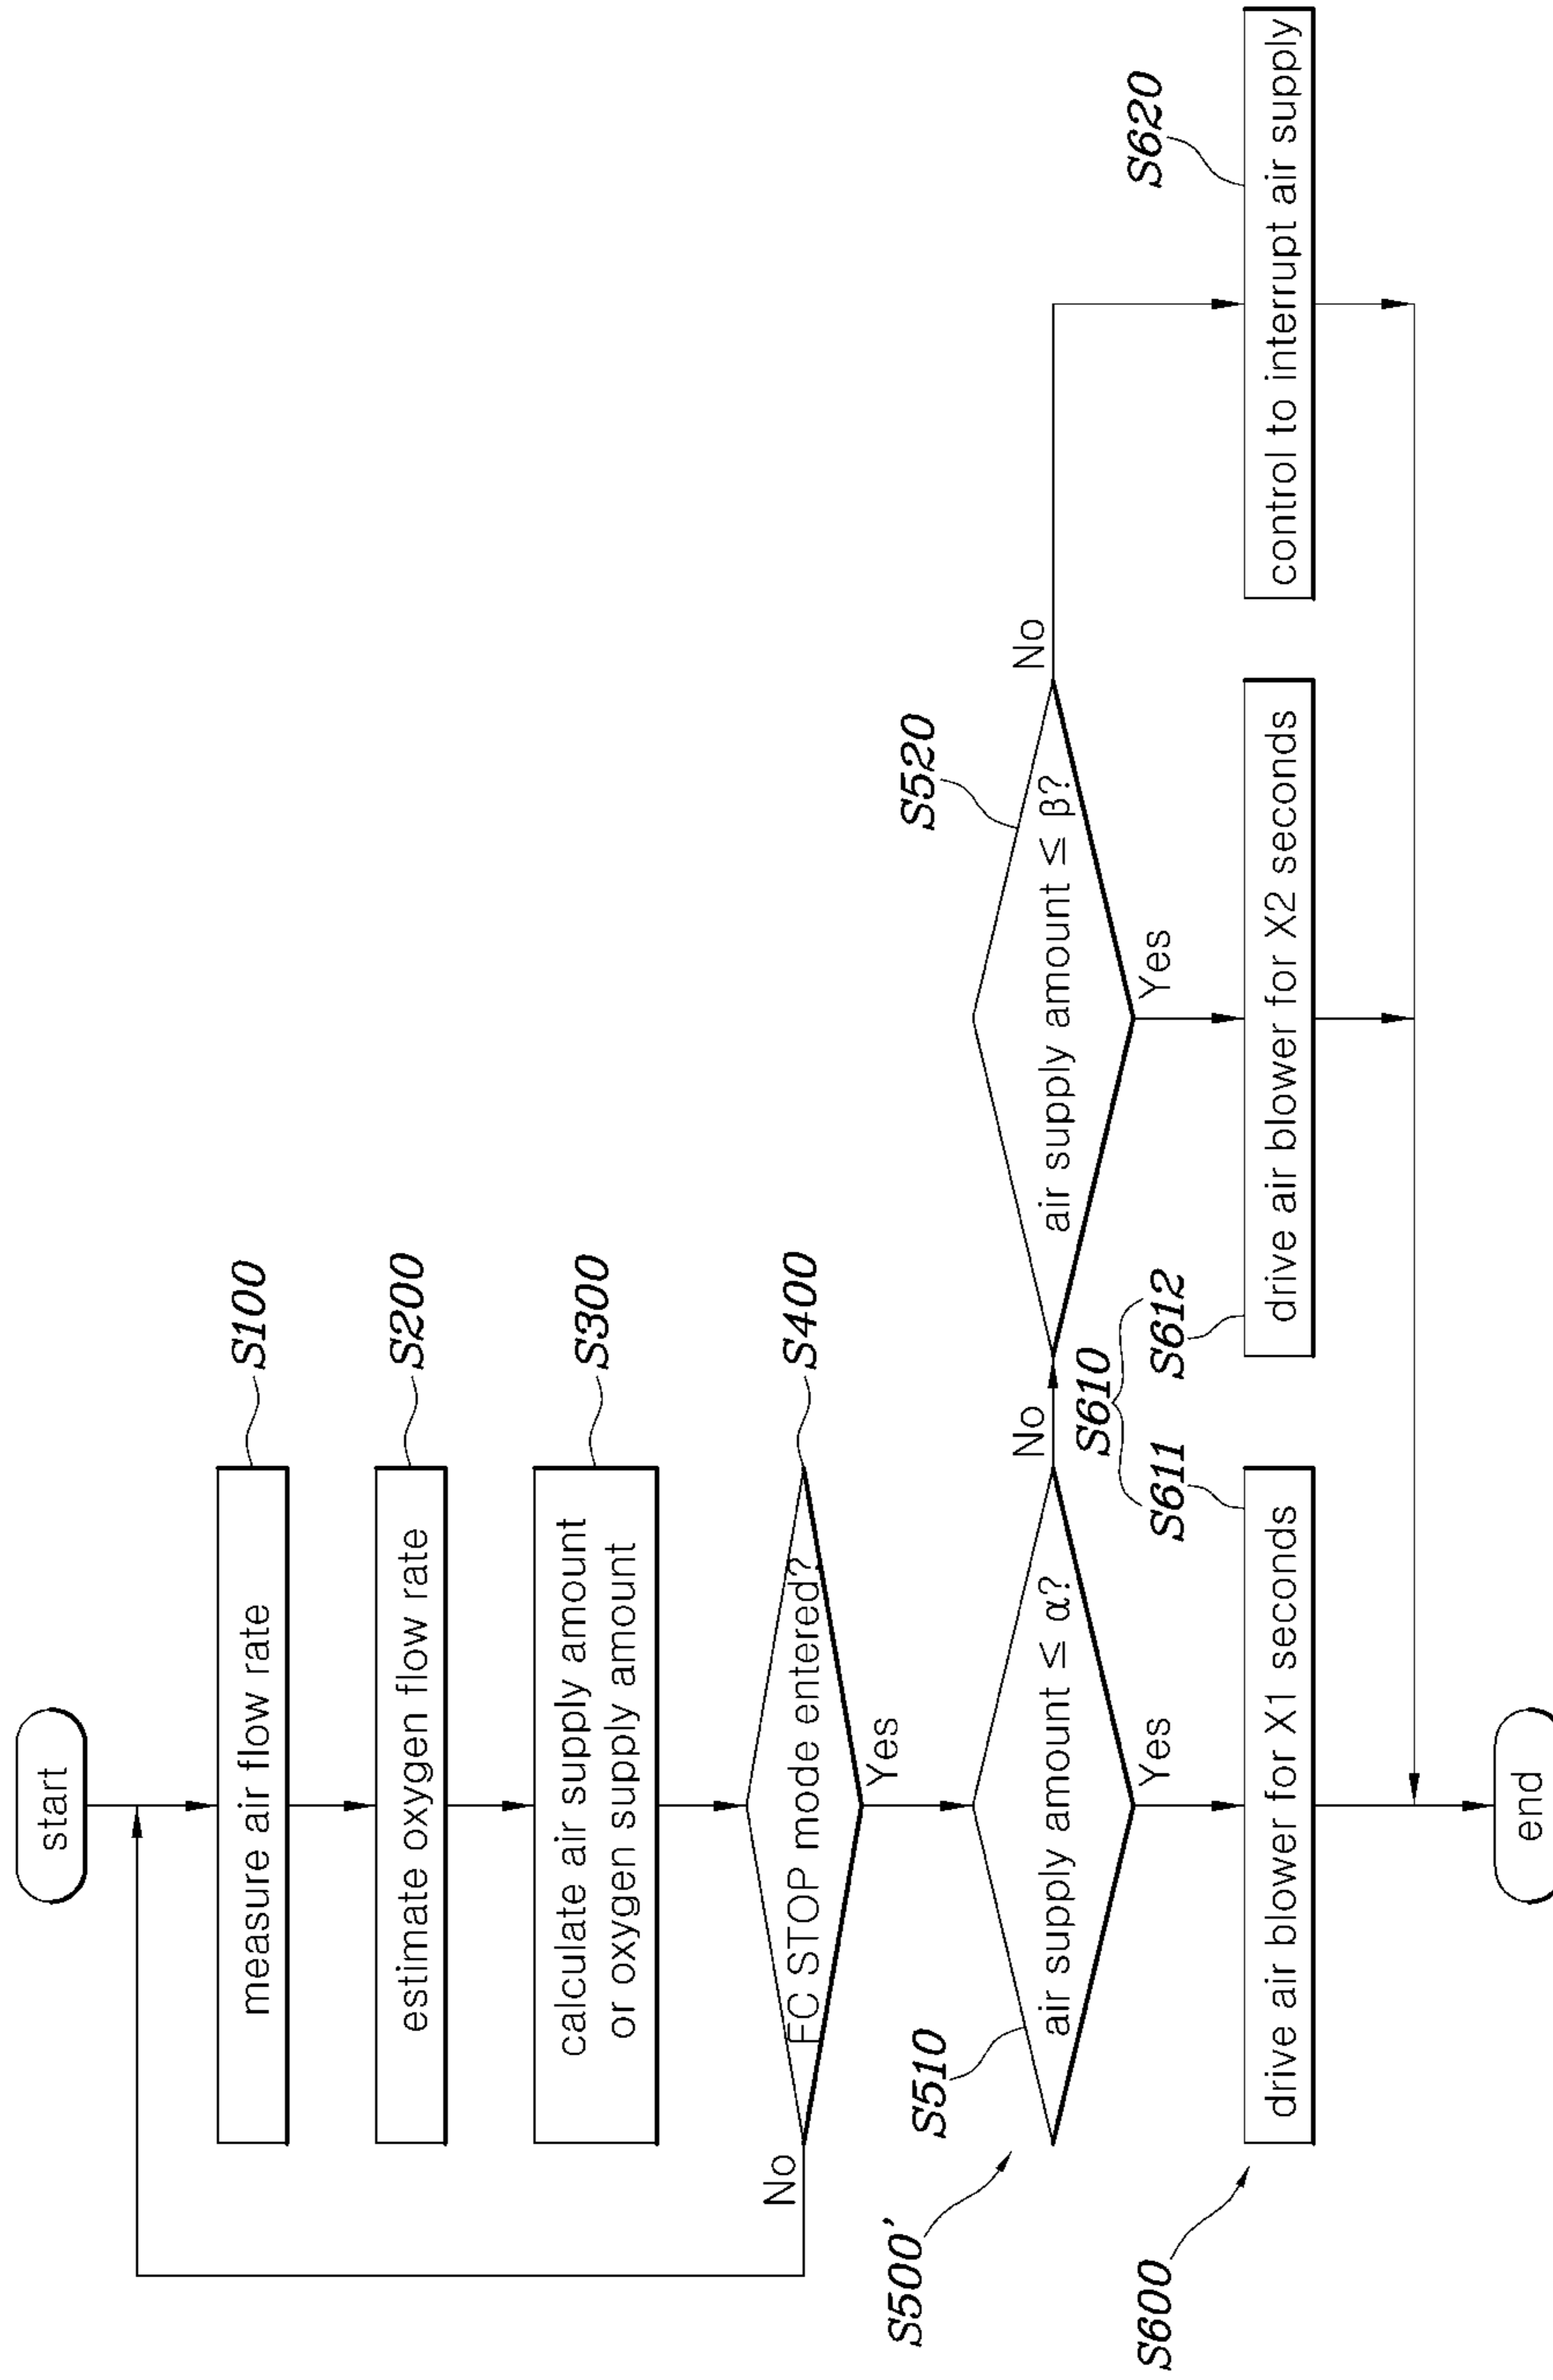 start
measure air flow rate
S100
estimate oxygen flow rate
S200
calculate air supply amount
or oxygen supply amount
S300
FC STOP mode entered?
S400
No
Yes
S500’
S510
air supply amount ≤ α?
No
Yes
S520
air supply amount ≤ β?
No
Yes
S600
S610
S611
drive air blower for X1 seconds
S612
drive air blower for X2 seconds
S620
control to interrupt air supply
end